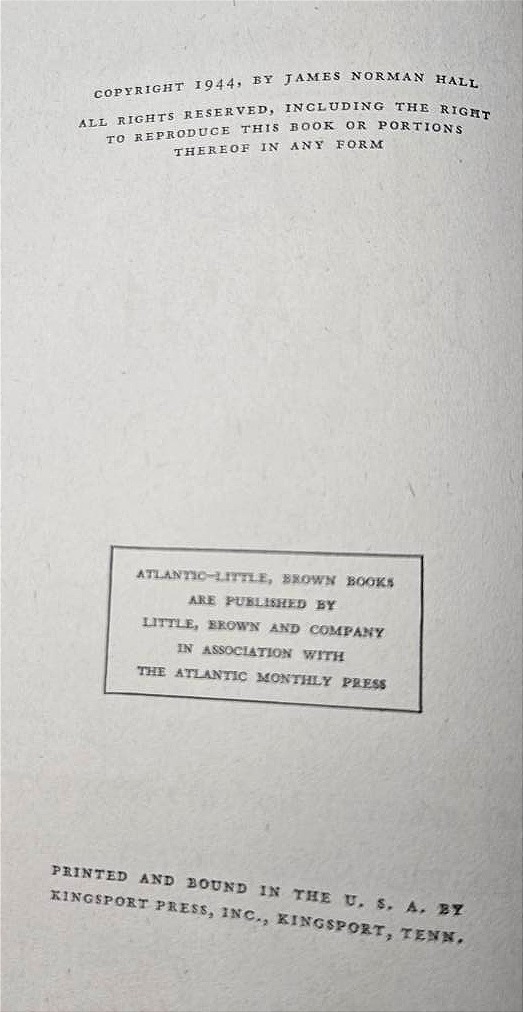 COPYRIGHT 1944, BY JAMES NORMAN HALL
ALL RIGHTS RESERVED, INCLUDING THE RIGHT
TO REPRODUCE THIS BOOK OR PORTIONS
THEREOF IN ANY FORM
ATLANTIC–LITTLE, BROWN BOOKS
ARE PUBLISHED BY
LITTLE, BROWN AND COMPANY
IN ASSOCIATION WITH
THE ATLANTIC MONTHLY PRESS
PRINTED AND BOUND IN THE U. S. A. BY
KINGSPORT PRESS, INC., KINGSPORT, TENN.